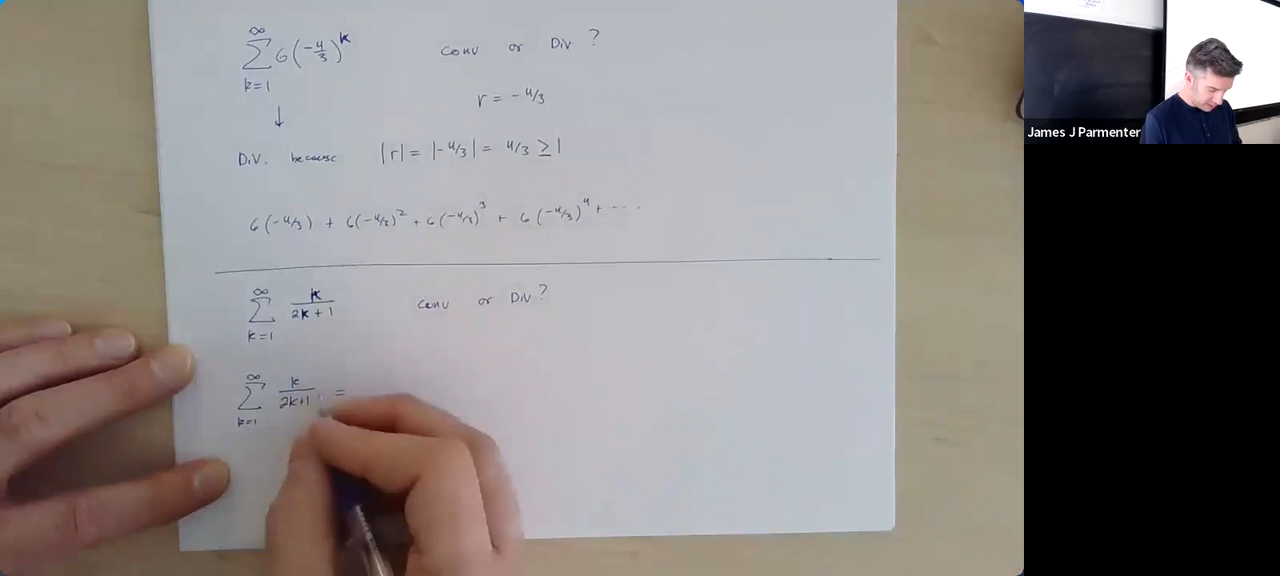 ∞
∑ 6(-4/3)^k   Conv or Div ?
k=1
r = -4/3
↓
Div. because |r| = |-4/3| = 4/3 ≥ 1
6(-4/3) + 6(-4/3)^2 + 6(-4/3)^3 + 6(-4/3)^4 + ...
∞
∑ k/(2k+1)   Conv or Div ?
k=1
∞
∑ k/(2k+1) =
k=1
James J Parmenter